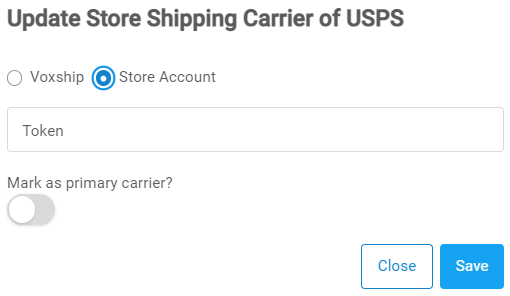 Update Store Shipping Carrier of USPS
Voxship Store Account
Token
Mark as primary carrier?
Close Save